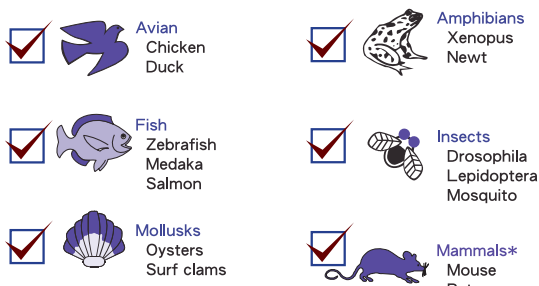 Avian
Chicken
Duck
Fish
Zebrafish
Medaka
Salmon
Mollusks
Oysters
Surf clams
Amphibians
Xenopus
Newt
Insects
Drosophila
Lepidoptera
Mosquito
Mammals*
Mouse